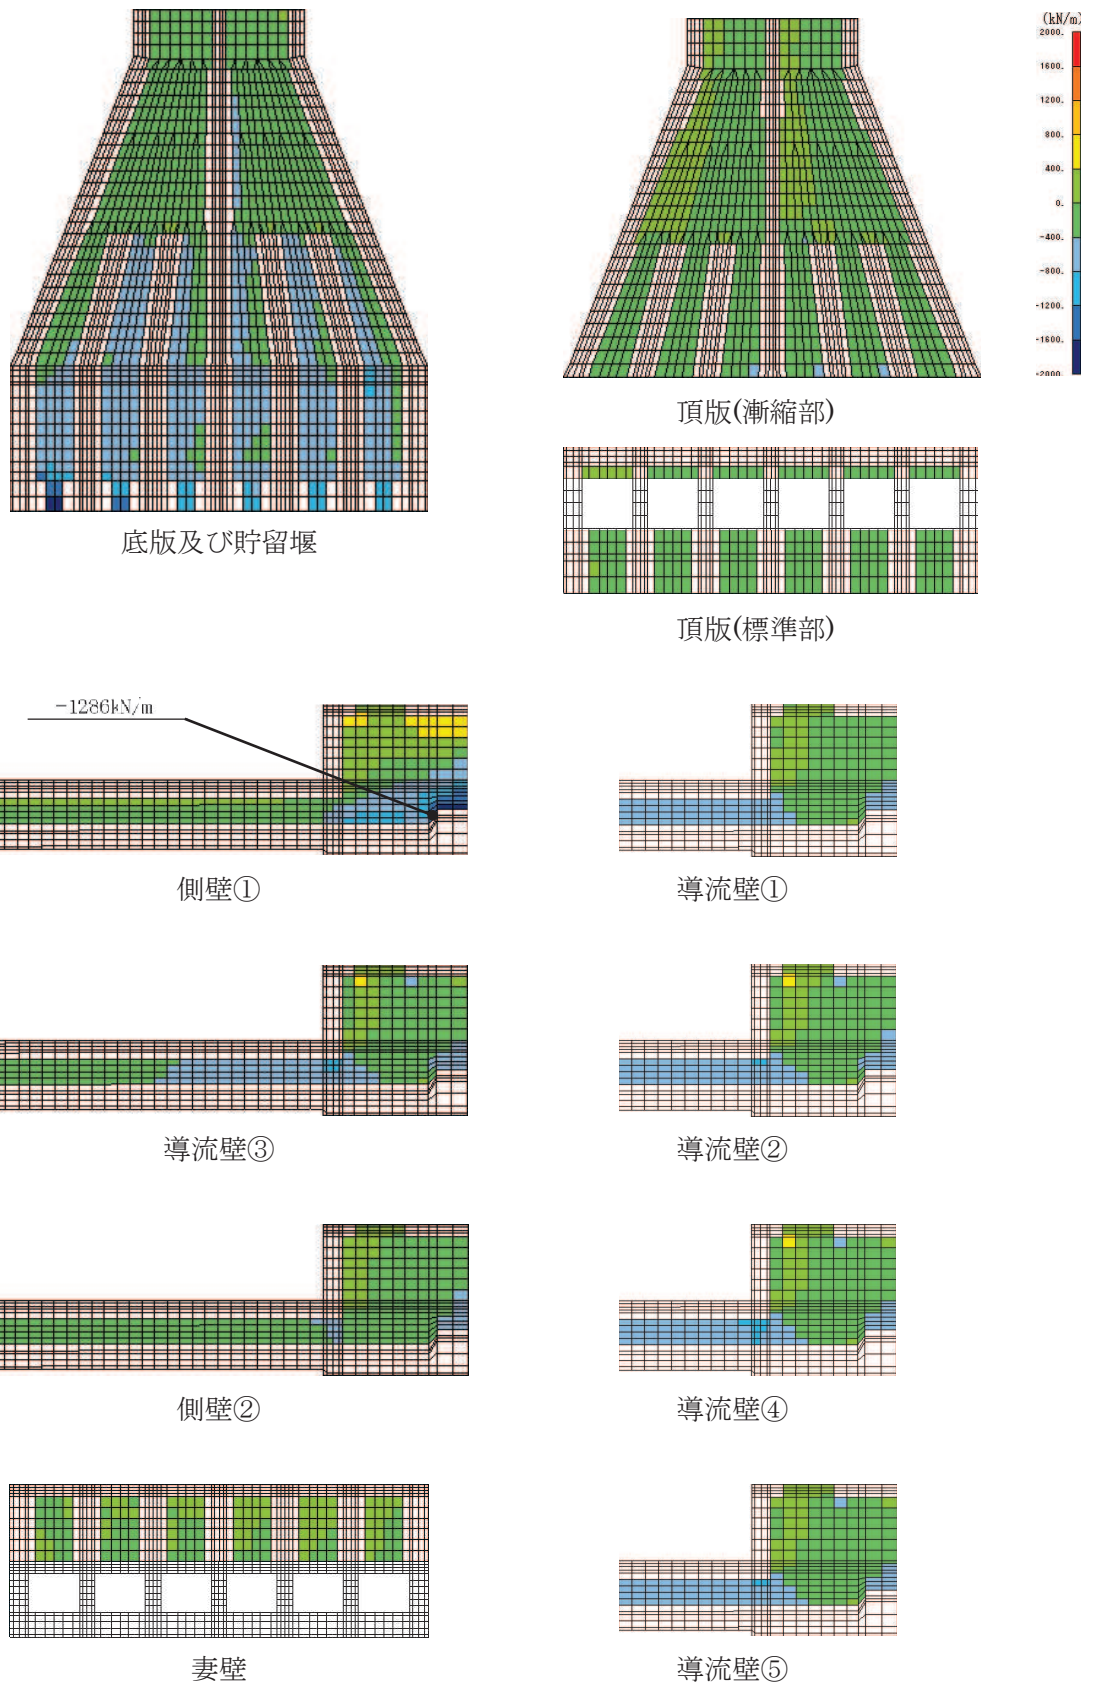 (kN/m)
2000.
1600.
1200.
800.
400.
0.
-400.
-800.
-1200.
-1600.
-2000.
底版及び貯留堰
頂版(漸縮部)
頂版(標準部)
-1286kN/m
側壁①
導流壁①
導流壁③
導流壁②
側壁②
導流壁④
妻壁
導流壁⑤